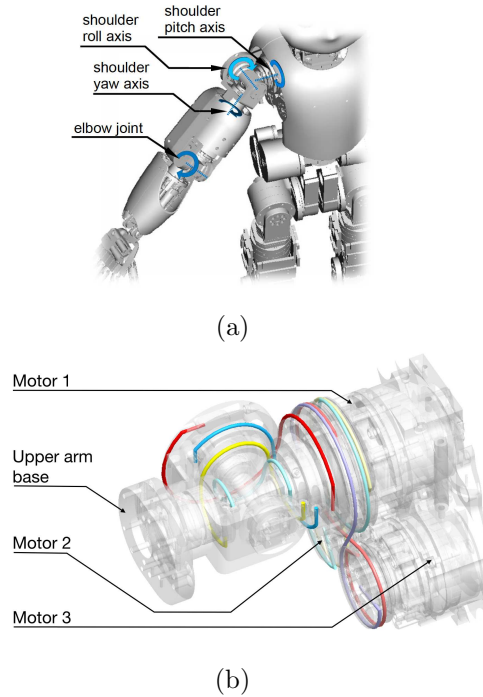 shoulder
roll axis
shoulder
pitch axis
shoulder
yaw axis
elbow joint
(a)
Motor 1
Upper arm
base
Motor 2
Motor 3
(b)